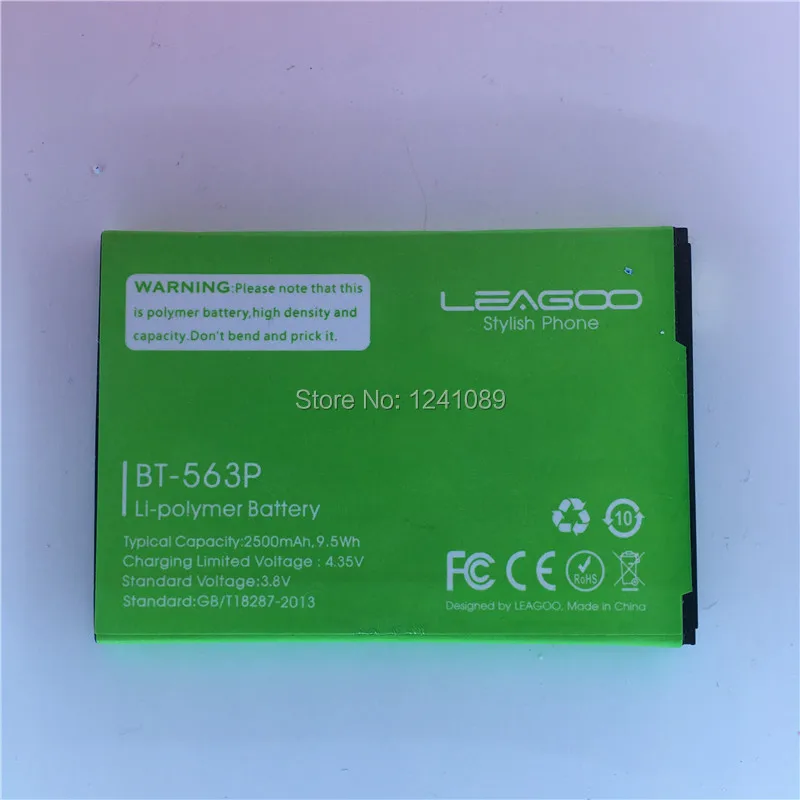 WARNING:Please note that this
is polymer battery,high density and
capacity.Don't bend and prick it.
LEAGOO
Stylish Phone
Store No: 1241089
BT-563P
Li-polymer Battery
Typical Capacity:2500mAh,9.5Wh
Charging Limited Voltage : 4.35V
Standard Voltage:3.8V
Standard:GB/T18287-2013
10
FC CE RoHS
Designed by LEAGOO. Made in China